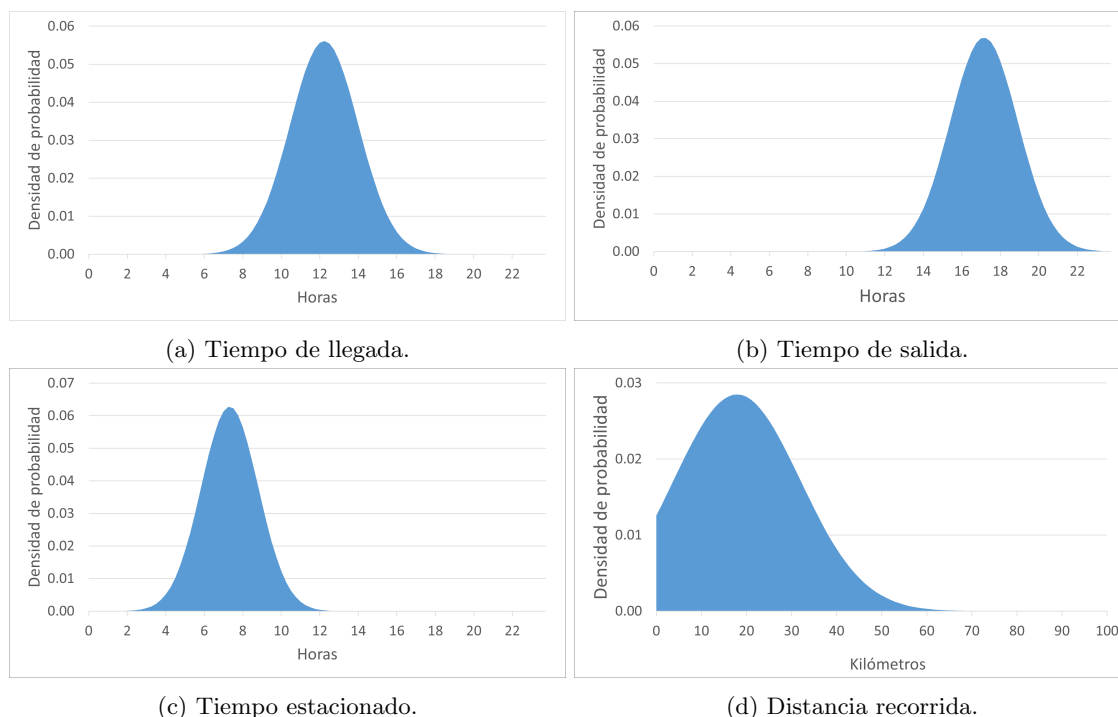 0.06
0.05
0.04
0.03
0.02
0.01
0.00
Densidad de probabilidad
0 2 4 6 8 10 12 14 16 18 20 22
Horas
(a) Tiempo de llegada.
0.06
0.05
0.04
0.03
0.02
0.01
0.00
Densidad de probabilidad
0 2 4 6 8 10 12 14 16 18 20 22
Horas
(b) Tiempo de salida.
0.07
0.06
0.05
0.04
0.03
0.02
0.01
0.00
Densidad de probabilidad
0 2 4 6 8 10 12 14 16 18 20 22
Horas
(c) Tiempo estacionado.
0.03
0.02
0.01
0.00
Densidad de probabilidad
0 10 20 30 40 50 60 70 80 90 100
Kilómetros
(d) Distancia recorrida.